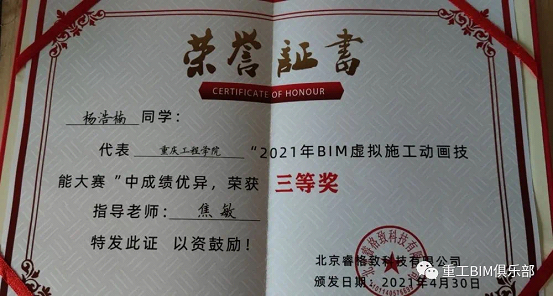 荣誉証書
CERTIFICATE OF HONOUR
杨浩楠 同学：
代表 重庆工程学院 “2021年BIM虚拟施工动画技
能大赛”中成绩优异，荣获 三等奖
指导老师： 焦敏
特发此证 以资鼓励！
北京睿格致科技有限公司
颁发日期：2021年4月30日
重工BIM俱乐部